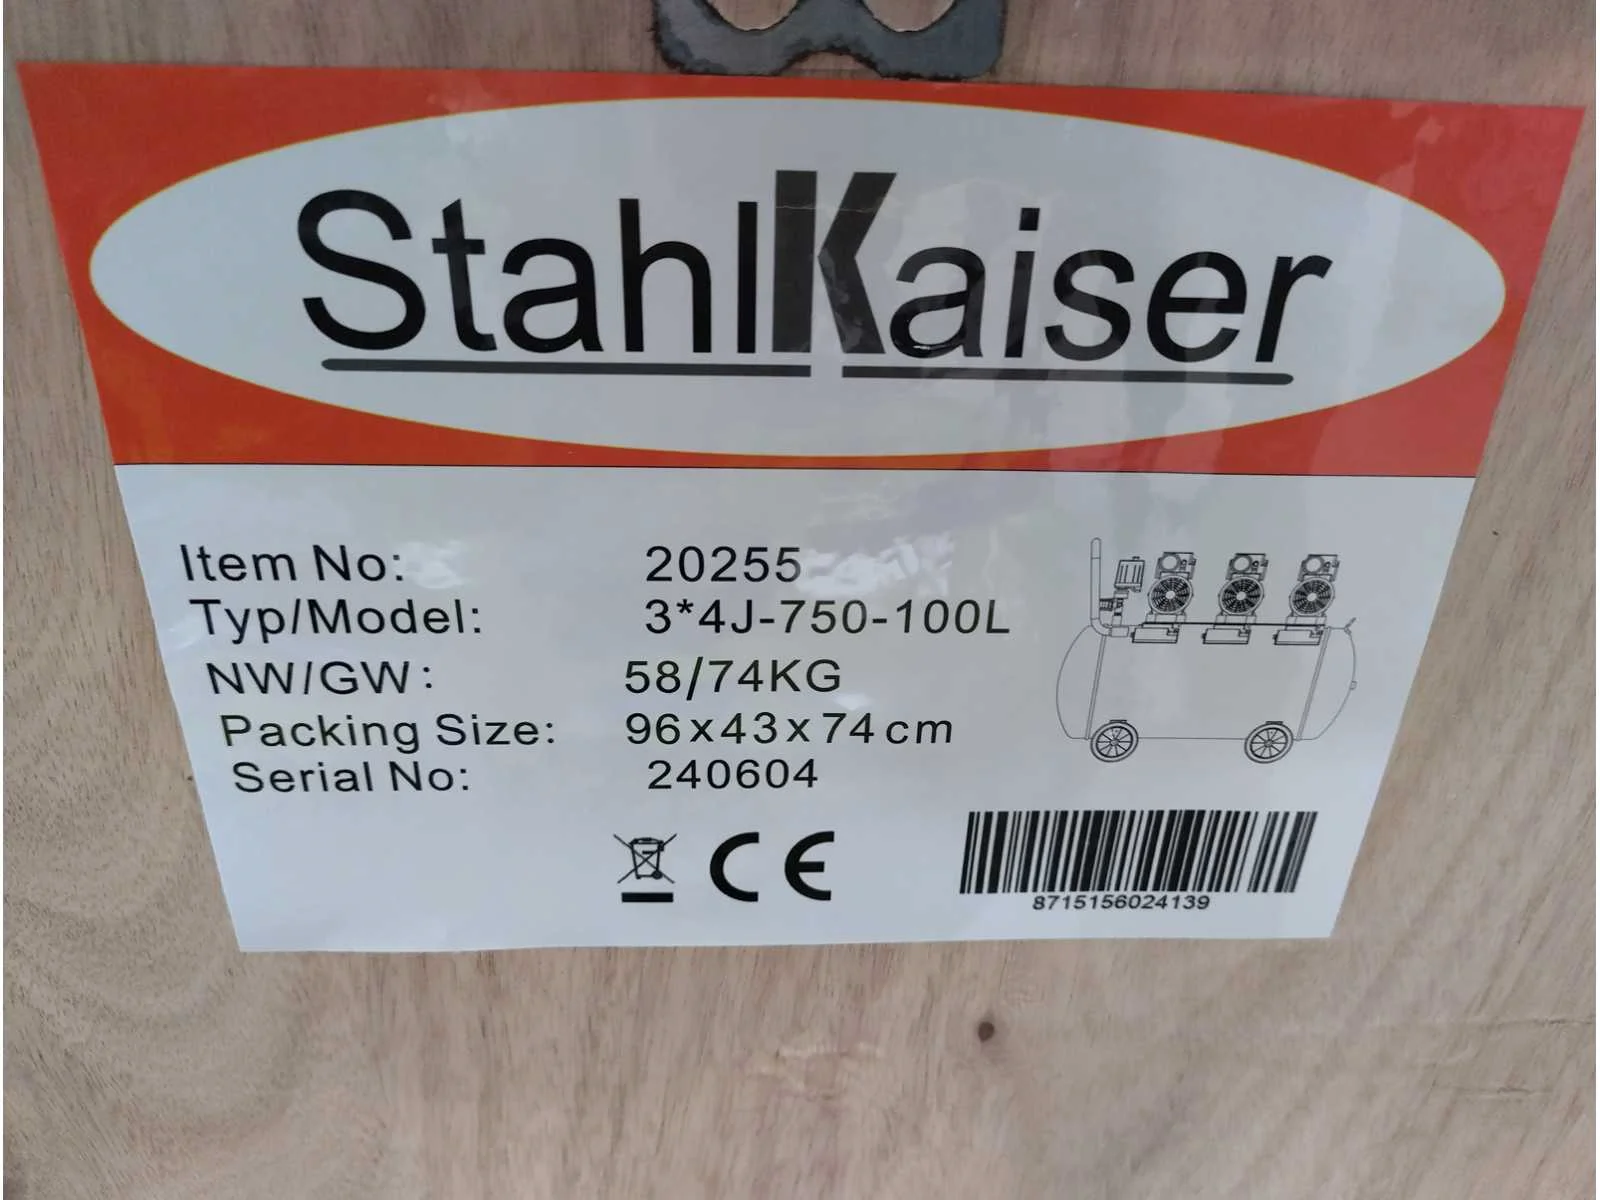 StahlKaiser
Item No: 20255
Typ/Model: 3*4J-750-100L
NW/GW: 58/74KG
Packing Size: 96x43x74cm
Serial No: 240604
CE
8715156024139